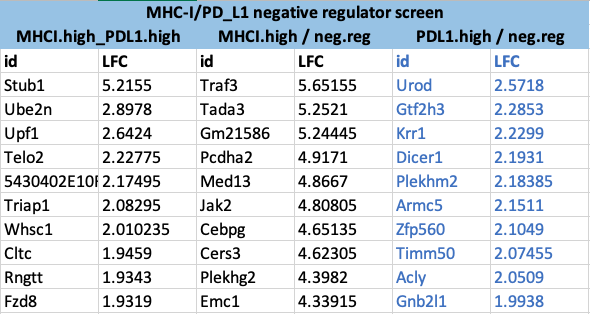 MHC-I/PD_L1 negative regulator screen
MHCI.high_PDL1.high MHCI.high / neg.reg PDL1.high / neg.reg
id LFC id LFC id LFC
Stub1 5.2155 Traf3 5.65155 Urod 2.5718
Ube2n 2.8978 Tada3 5.2521 Gtf2h3 2.2853
Upf1 2.6424 Gm21586 5.24445 Krr1 2.2299
Telo2 2.22775 Pcdha2 4.9171 Dicer1 2.1931
5430402E10 2.17495 Med13 4.8667 Plekhm2 2.18385
Triap1 2.08295 Jak2 4.80805 Armc5 2.1511
Whsc1 2.010235 Cebpg 4.65135 Zfp560 2.1049
Cltc 1.9459 Cers3 4.62305 Timm50 2.07455
Rngtt 1.9343 Plekhg2 4.3982 Acly 2.0509
Fzd8 1.9319 Emc1 4.33915 Gnb2l1 1.9938